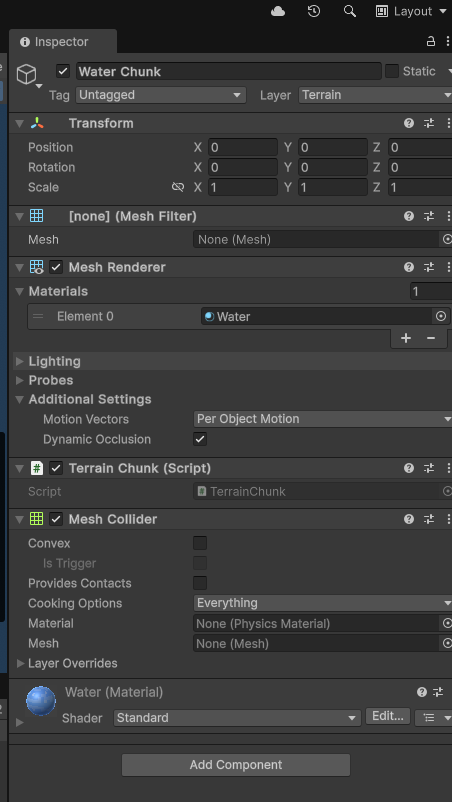 Layout
Inspector
Water Chunk Static
Tag Untagged Layer Terrain
Transform
Position X 0 Y 0 Z 0
Rotation X 0 Y 0 Z 0
Scale X 1 Y 1 Z 1
[none] (Mesh Filter)
Mesh None (Mesh)
Mesh Renderer
Materials 1
Element 0 Water
Lighting
Probes
Additional Settings
Motion Vectors Per Object Motion
Dynamic Occlusion
# Terrain Chunk (Script)
Script TerrainChunk
Mesh Collider
Convex
Is Trigger
Provides Contacts
Cooking Options Everything
Material None (Physics Material)
Mesh None (Mesh)
Layer Overrides
Water (Material)
Shader Standard Edit...
Add Component